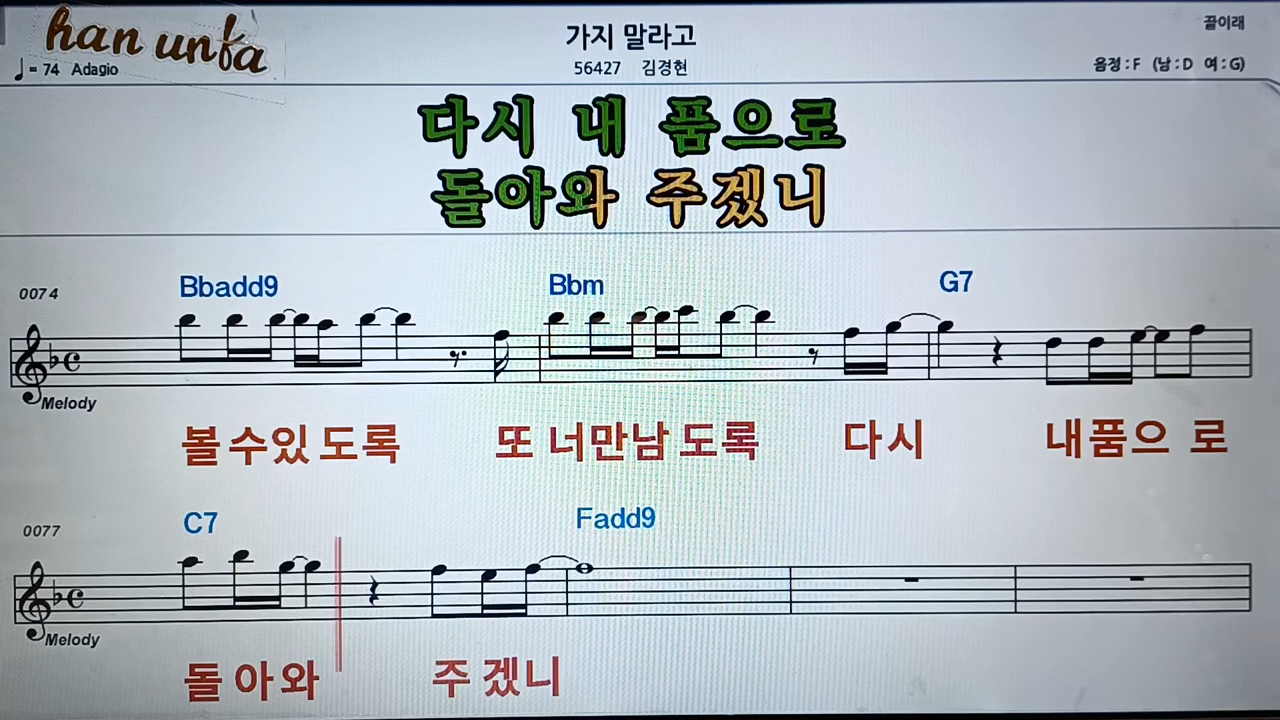 han unfa
가지 말라고
끝이래
♩= 74 Adagio
56427 김경현
음정 : F (남 : D 여 : G)
다시 내 품으로
돌아와 주겠니
Bbadd9 Bbm G7
0074
Melody
볼 수있 도록 또 너만남 도록 다시 내품으 로
C7 Fadd9
0077
Melody
돌 아와 주 겠니